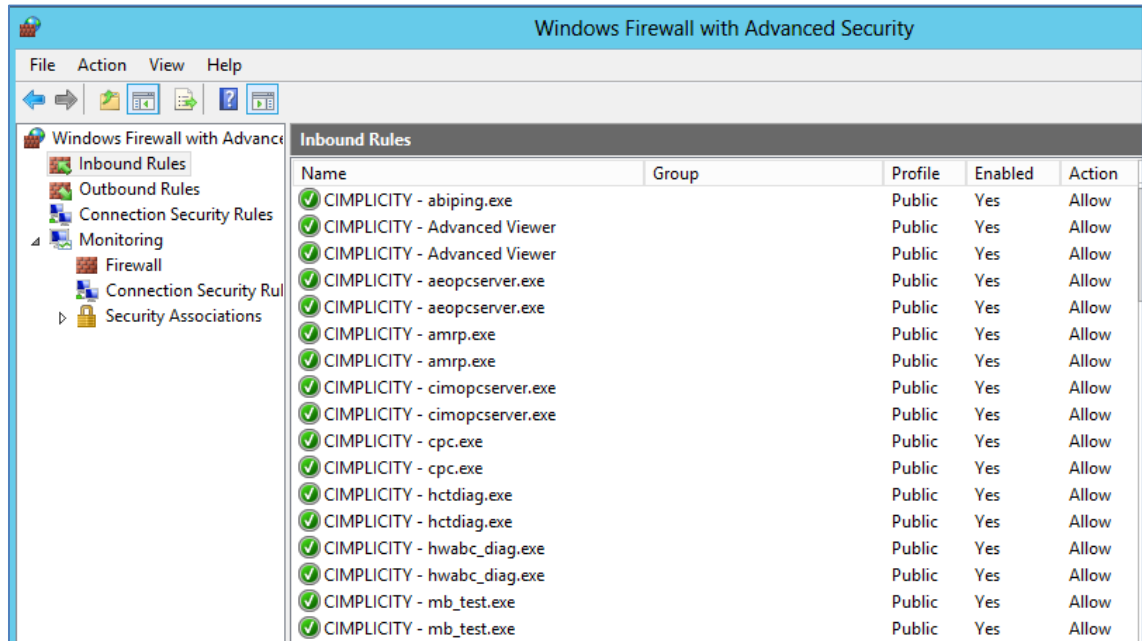 Windows Firewall with Advanced Security
File Action View Help
Windows Firewall with Advance
Inbound Rules
Outbound Rules
Connection Security Rules
Monitoring
Firewall
Connection Security Rul
Security Associations
Inbound Rules
Name Group Profile Enabled Action
CIMPLICITY - abiping.exe Public Yes Allow
CIMPLICITY - Advanced Viewer Public Yes Allow
CIMPLICITY - Advanced Viewer Public Yes Allow
CIMPLICITY - aeopcserver.exe Public Yes Allow
CIMPLICITY - aeopcserver.exe Public Yes Allow
CIMPLICITY - amrp.exe Public Yes Allow
CIMPLICITY - amrp.exe Public Yes Allow
CIMPLICITY - cimopcserver.exe Public Yes Allow
CIMPLICITY - cimopcserver.exe Public Yes Allow
CIMPLICITY - cpc.exe Public Yes Allow
CIMPLICITY - cpc.exe Public Yes Allow
CIMPLICITY - hctdiag.exe Public Yes Allow
CIMPLICITY - hctdiag.exe Public Yes Allow
CIMPLICITY - hwabc_diag.exe Public Yes Allow
CIMPLICITY - hwabc_diag.exe Public Yes Allow
CIMPLICITY - mb_test.exe Public Yes Allow
CIMPLICITY - mb_test.exe Public Yes Allow